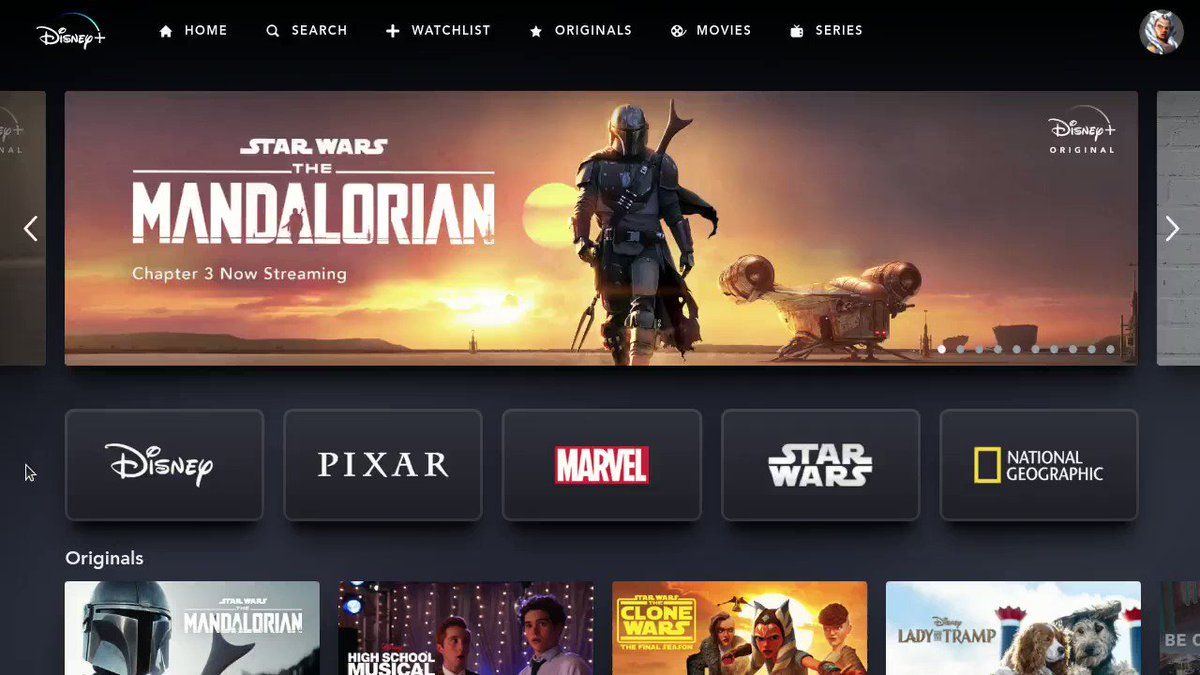 Disney+
HOME
SEARCH
WATCHLIST
ORIGINALS
MOVIES
SERIES
NAL
STAR WARS
THE
MANDALORIAN
Chapter 3 Now Streaming
Disney+
ORIGINAL
Disney
PIXAR
MARVEL
STAR
WARS
NATIONAL
GEOGRAPHIC
Originals
STAR WARS
THE
MANDALORIAN
HIGH SCHOOL
MUSICAL
STAR WARS
THE
CLONE
WARS
THE FINAL SEASON
Disney
LADY AND THE TRAMP
BE